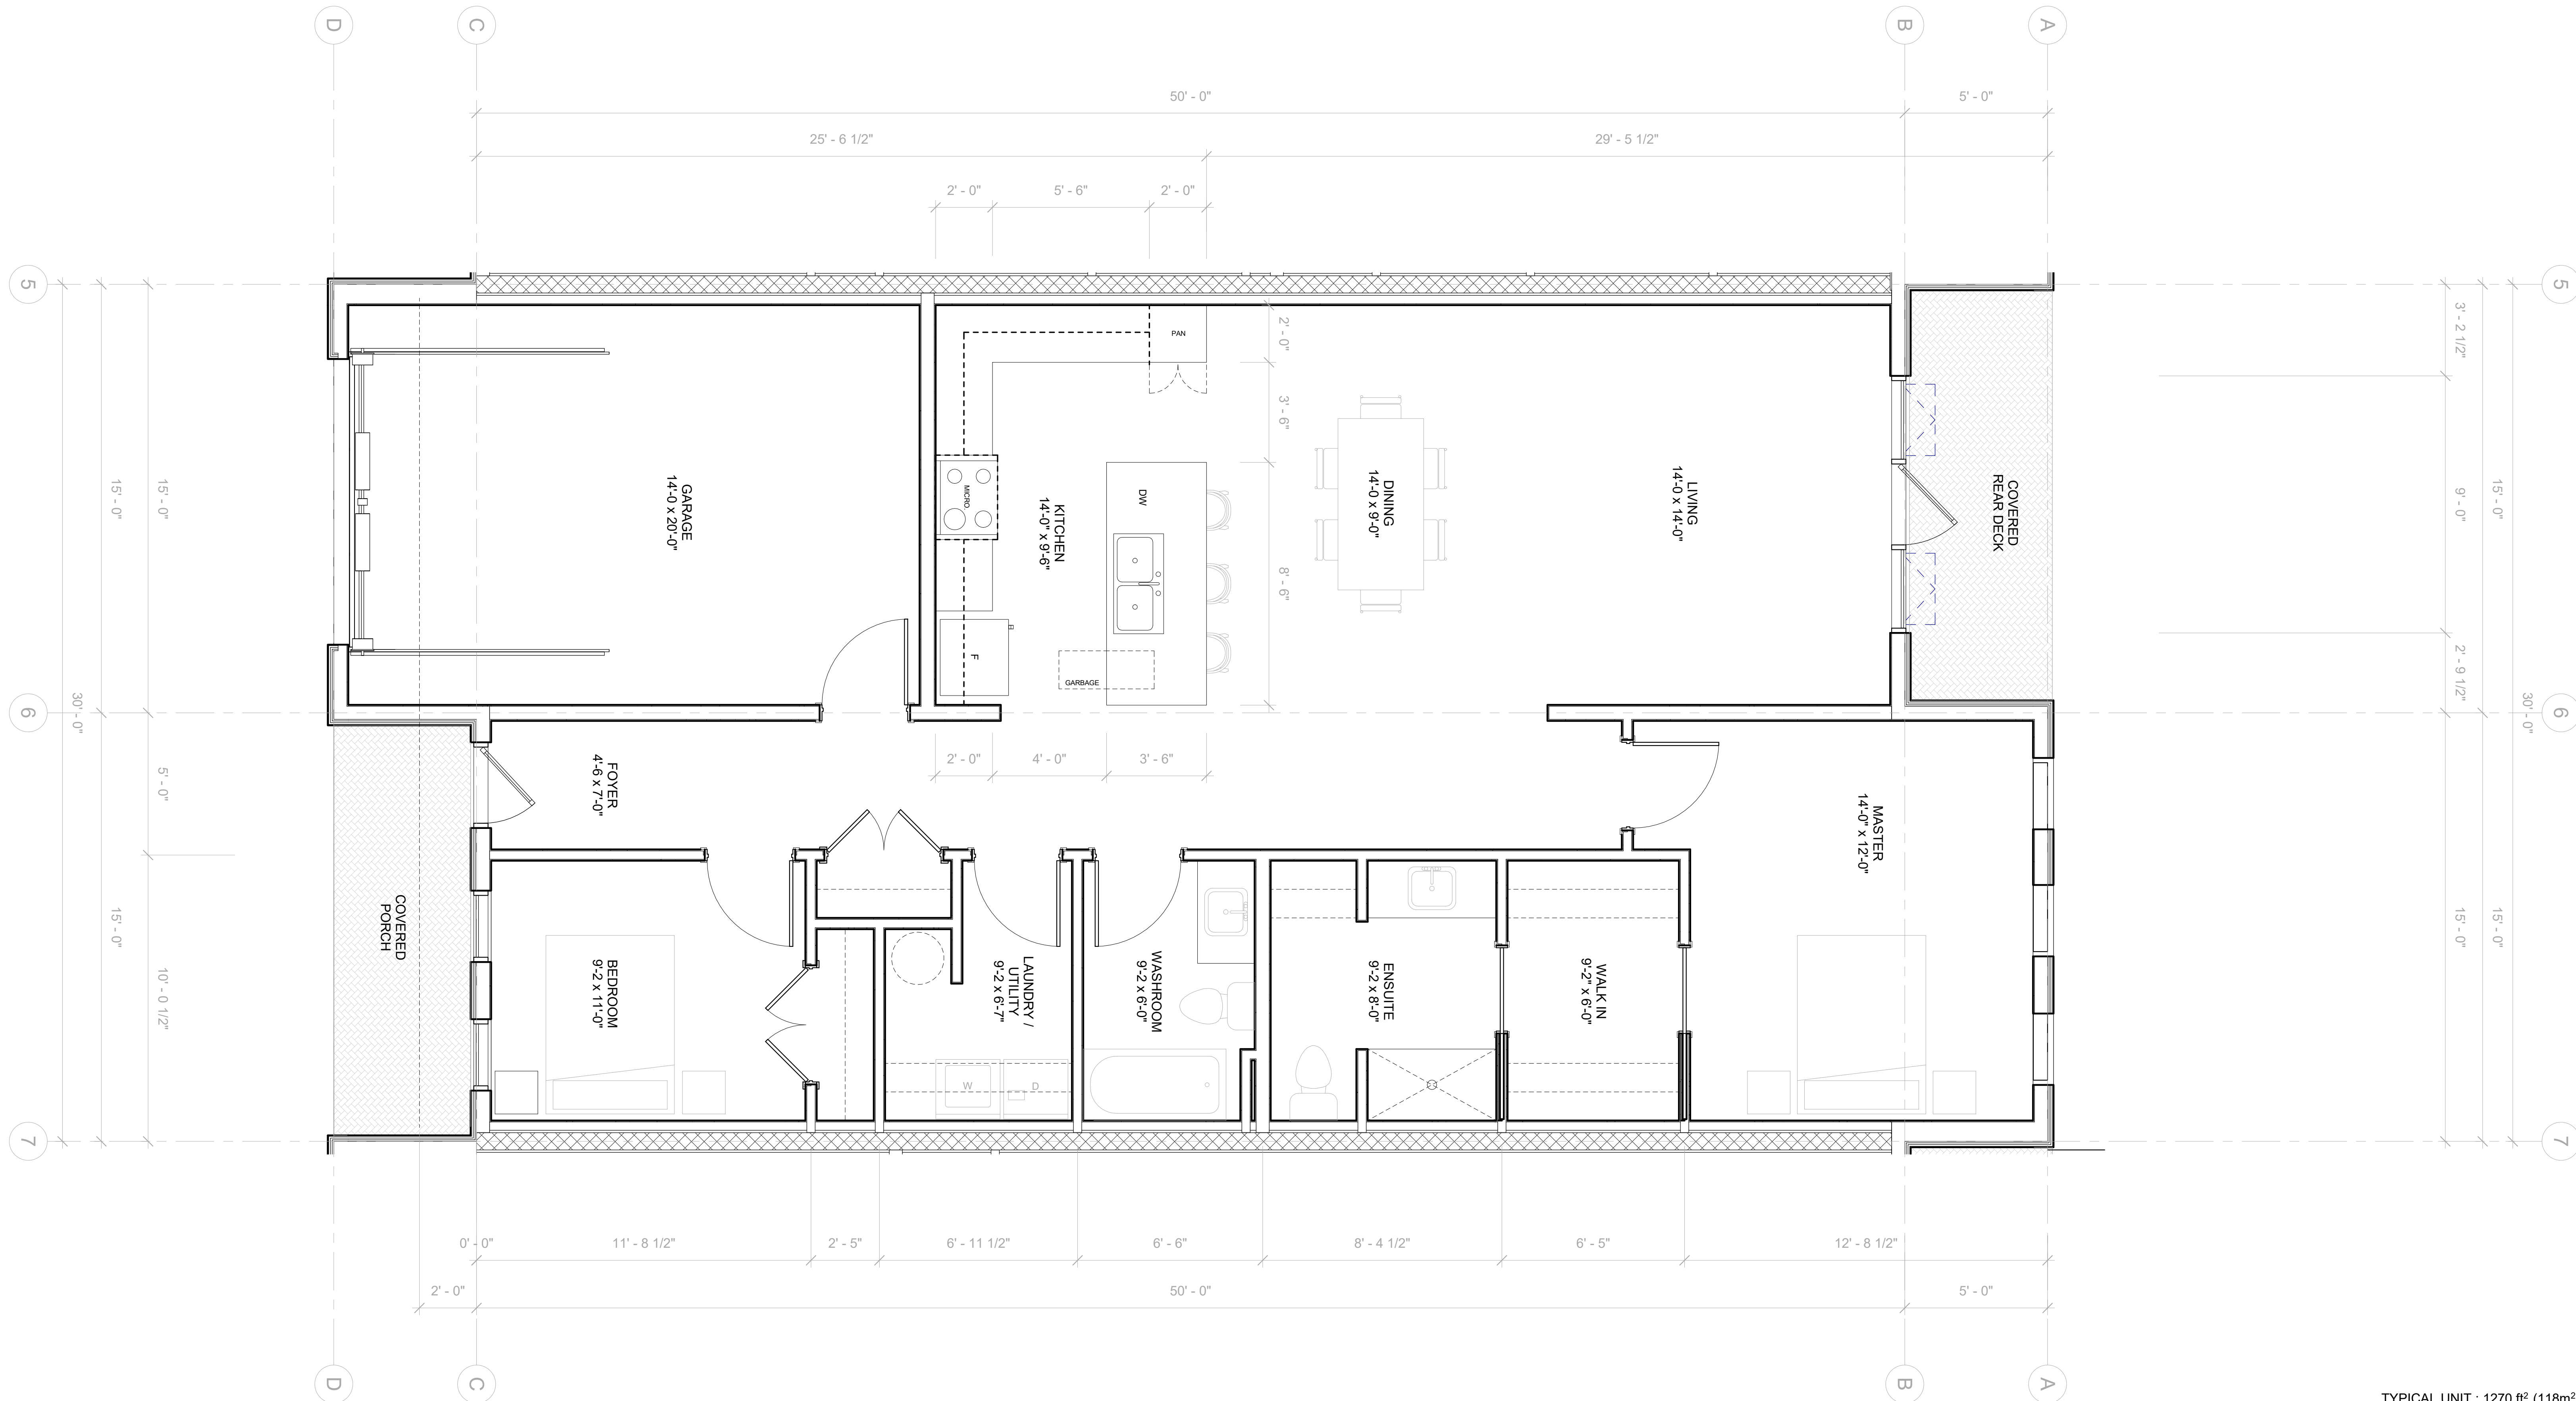 D
C
B
A
50' - 0"
5' - 0"
25' - 6 1/2"
29' - 5 1/2"
2' - 0"
5' - 6"
2' - 0"
5
5
3' - 2 1/2"
2' - 0"
PAN
3' - 6"
15' - 0"
15' - 0"
GARAGE
14'-0 x 20'-0"
MICRO.
KITCHEN
14'-0" x 9'-6"
DW
DINING
14'-0 x 9'-0"
LIVING
14'-0 x 14'-0"
COVERED
REAR DECK
9' - 0"
15' - 0"
8' - 6"
F
GARBAGE
2' - 9 1/2"
6
30' - 0"
30' - 0"
6
5' - 0"
FOYER
4'-6 x 7'-0"
2' - 0"
4' - 0"
3' - 6"
MASTER
14'-0" x 12'-0"
15' - 0"
10' - 0 1/2"
COVERED
PORCH
BEDROOM
9'-2 x 11'-0"
LAUNDRY /
UTILITY
9'-2 x 6'-7"
WASHROOM
9'-2 x 6'-0"
ENSUITE
9'-2 x 8'-0"
WALK IN
9'-2" x 6'-0"
15' - 0"
15' - 0"
W
D
7
7
0' - 0"
11' - 8 1/2"
2' - 5"
6' - 11 1/2"
6' - 6"
8' - 4 1/2"
6' - 5"
12' - 8 1/2"
2' - 0"
50' - 0"
5' - 0"
D
C
B
A
TYPICAL UNIT : 1270 ft² (118m²